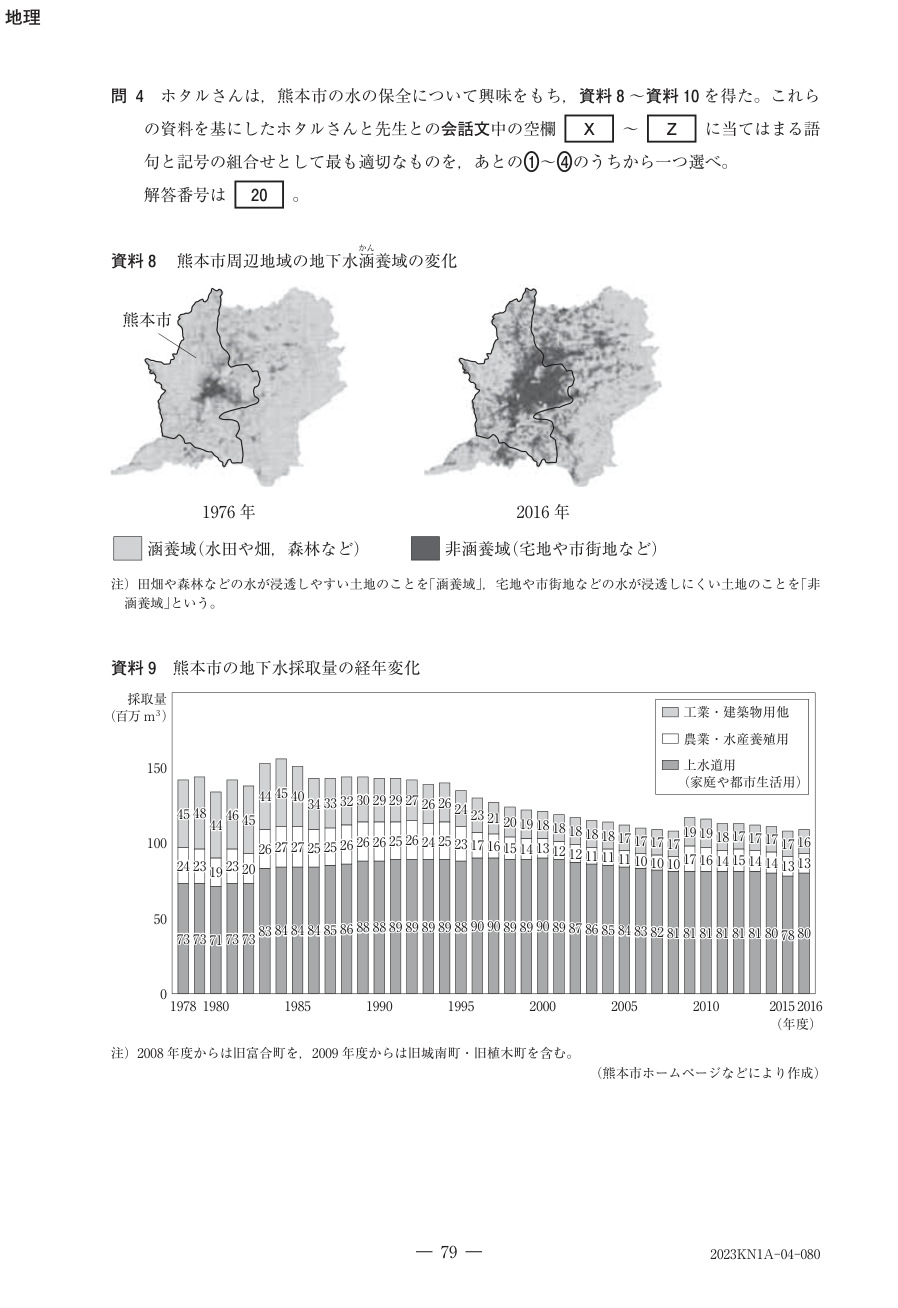 地理
問 4 ホタルさんは，熊本市の水の保全について興味をもち，資料8～資料10を得た。これら
の資料を基にしたホタルさんと先生との会話文中の空欄 X ～ Z に当てはまる語
句と記号の組合せとして最も適切なものを，あとの①～④のうちから一つ選べ。
解答番号は 20 。
かん
資料8 熊本市周辺地域の地下水涵養域の変化
熊本市
1976年 2016年
涵養域（水田や畑，森林など） 非涵養域（宅地や市街地など）
注）田畑や森林などの水が浸透しやすい土地のことを「涵養域」，宅地や市街地などの水が浸透しにくい土地のことを「非
涵養域」という。
資料9 熊本市の地下水採取量の経年変化
採取量
（百万m³）
工業・建築物用他
農業・水産養殖用
上水道用
（家庭や都市生活用）
150
100
50
0
45 48 44 46 45 44 45 40 34 33 32 30 29 29 27 26 26 24 23 21 20 19 18 18 18 18 18 17 17 17 17 19 19 18 17 17 17 17 16
24 23 19 23 20 26 27 27 25 25 26 26 26 25 26 24 25 23 17 16 15 14 13 12 12 11 11 11 10 10 10 17 16 14 15 14 14 13 13
73 73 71 73 73 83 84 84 84 85 86 88 88 89 89 89 89 88 90 90 89 89 90 89 87 86 85 84 83 82 81 81 81 81 81 81 80 78 80
1978 1980 1985 1990 1995 2000 2005 2010 2015 2016
（年度）
注）2008年度からは旧富合町を，2009年度からは旧城南町・旧植木町を含む。
（熊本市ホームページなどにより作成）
— 79 —
2023KN1A-04-080